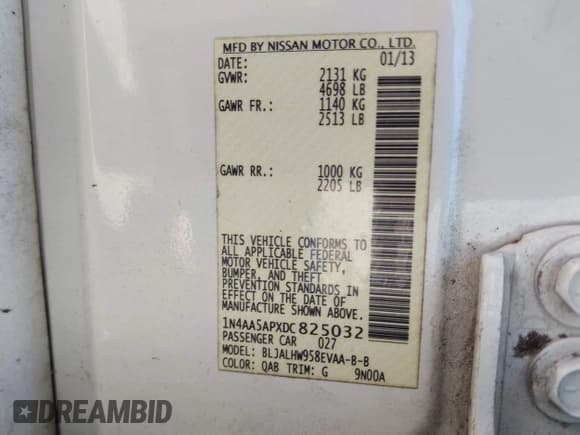 MFD BY NISSAN MOTOR CO., LTD.
DATE: 01/13
GVWR: 2131 KG
4698 LB
GAWR FR.: 1140 KG
2513 LB
GAWR RR.: 1000 KG
2205 LB
THIS VEHICLE CONFORMS TO
ALL APPLICABLE FEDERAL
MOTOR VEHICLE SAFETY,
BUMPER, AND THEFT
PREVENTION STANDARDS IN
EFFECT ON THE DATE OF
MANUFACTURE SHOWN ABOVE.
1N4AA5APXDC825032
PASSENGER CAR 027
MODEL: BLJALHW958EVAA-B-B
COLOR: QAB TRIM: G 9N00A
DREAMBID